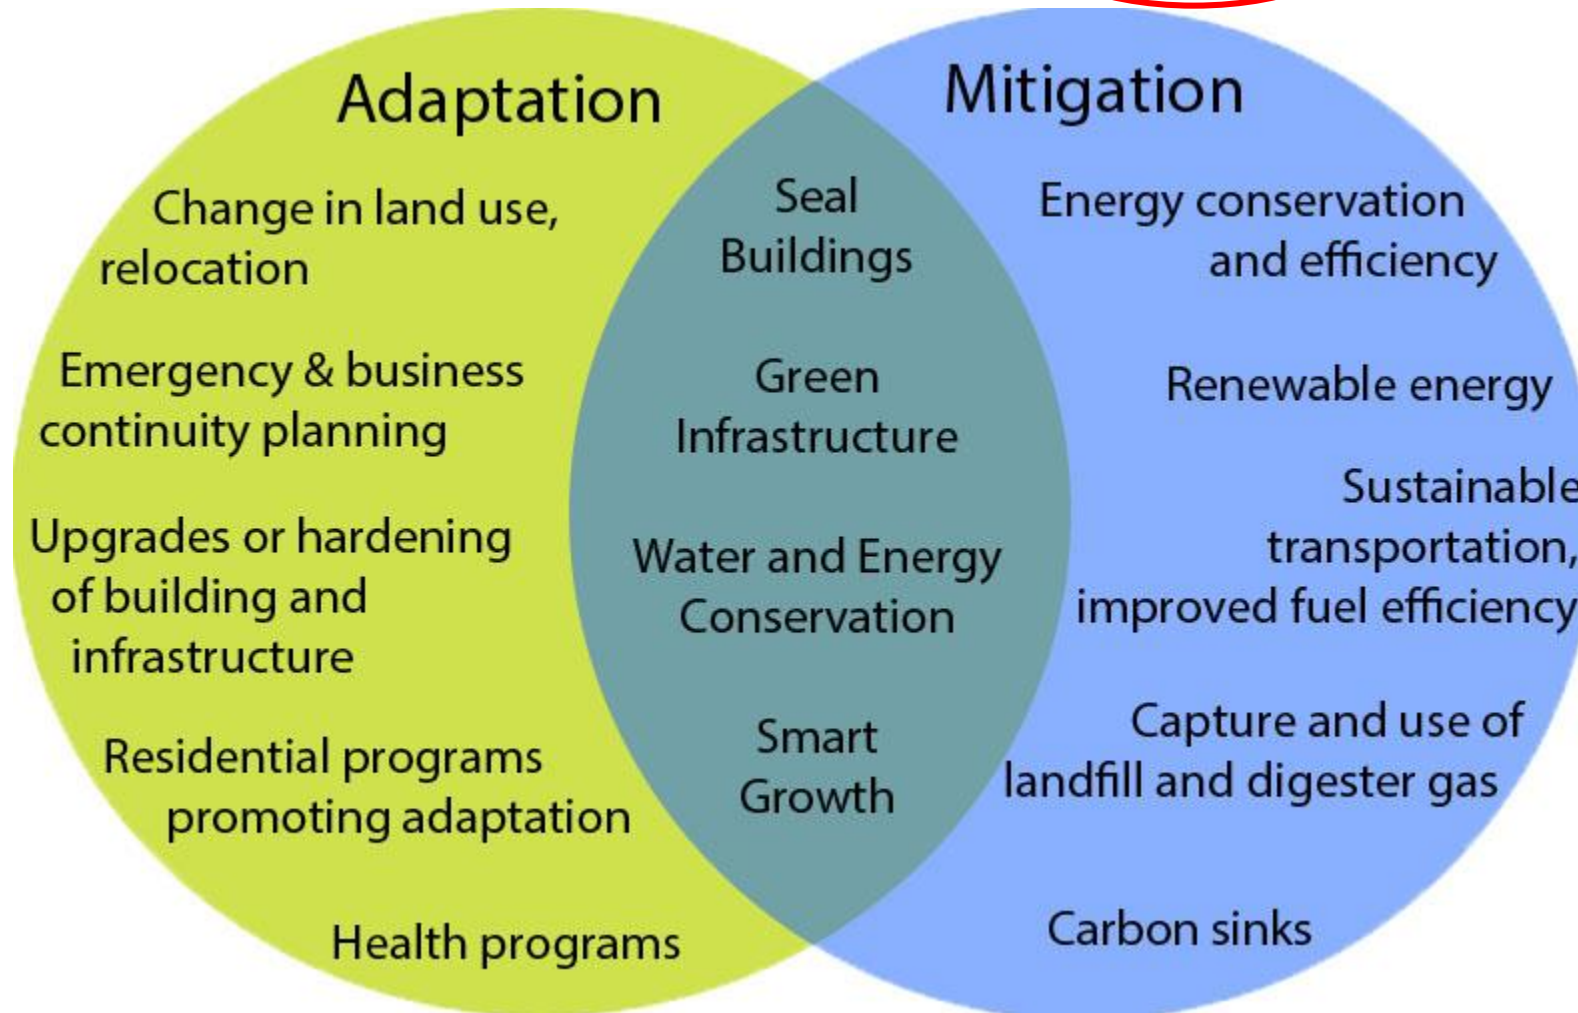 Adaptation
Change in land use,
relocation
Emergency & business
continuity planning
Upgrades or hardening
of building and
infrastructure
Residential programs
promoting adaptation
Health programs
Seal
Buildings
Green
Infrastructure
Water and Energy
Conservation
Smart
Growth
Mitigation
Energy conservation
and efficiency
Renewable energy
Sustainable
transportation,
improved fuel efficiency
Capture and use of
landfill and digester gas
Carbon sinks